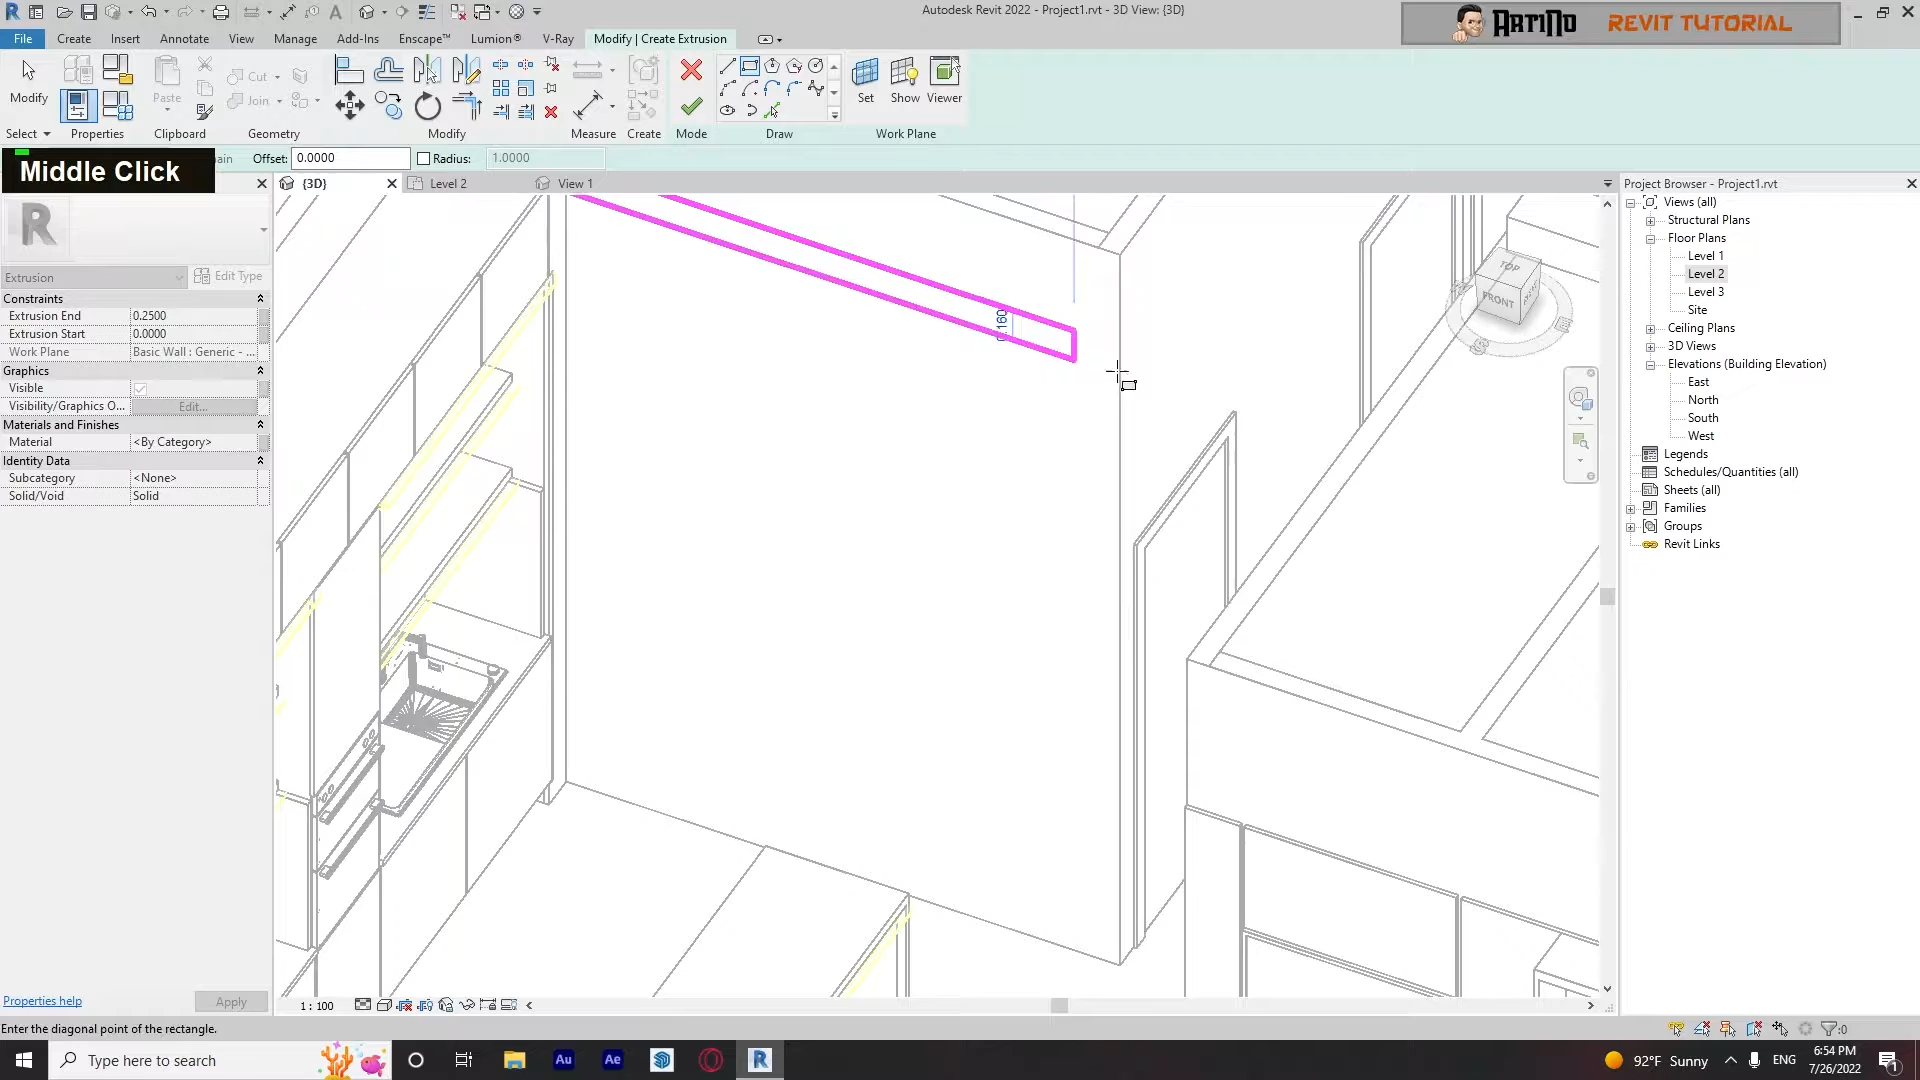 Autodesk Revit 2022 - Project1.rvt - 3D View: {3D}
ARTINO REVIT TUTORIAL
File Create Insert Annotate View Manage Add-Ins Enscape™ Lumion® V-Ray Modify | Create Extrusion
Modify
Paste
Cut
Join
Set Show Viewer
Select Properties Clipboard Geometry Modify Measure Create Mode Draw Work Plane
Middle Click
ain Offset: 0.0000 Radius: 1.0000
{3D} Level 2 View 1
Project Browser - Project1.rvt
R
Extrusion
Edit Type
Constraints
Extrusion End 0.2500
Extrusion Start 0.0000
Work Plane Basic Wall : Generic - ...
Graphics
Visible
Visibility/Graphics O... Edit...
Materials and Finishes
Material <By Category>
Identity Data
Subcategory <None>
Solid/Void Solid
Properties help Apply
TOP
FRONT
S
E
Views (all)
Structural Plans
Floor Plans
Level 1
Level 2
Level 3
Site
Ceiling Plans
3D Views
Elevations (Building Elevation)
East
North
South
West
Legends
Schedules/Quantities (all)
Sheets (all)
Families
Groups
Revit Links
1 : 100
Enter the diagonal point of the rectangle.
:0
Type here to search
Au
Ae
R
92°F Sunny
ENG
6:54 PM
7/26/2022
1